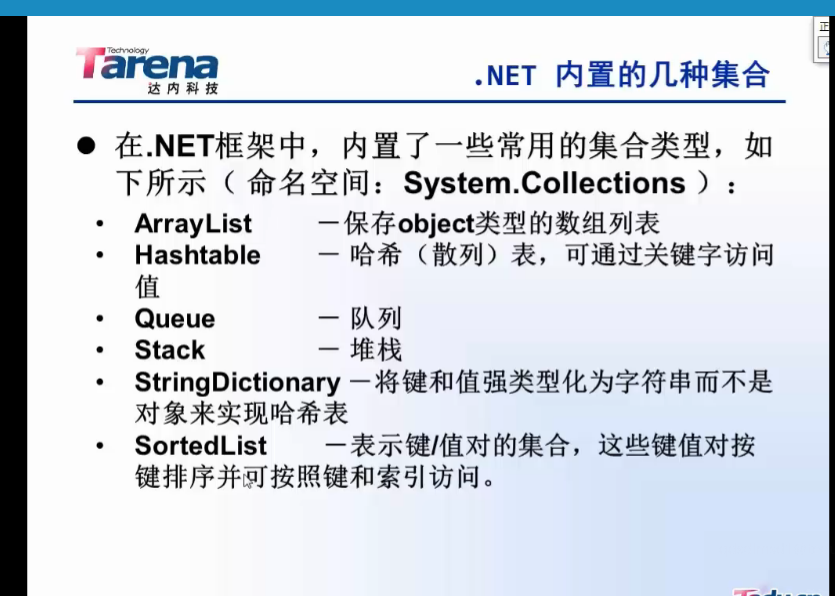 Technology
Tarena
达内科技
.NET 内置的几种集合
● 在.NET框架中，内置了一些常用的集合类型，如
下所示（ 命名空间：System.Collections ）：
• ArrayList －保存object类型的数组列表
• Hashtable － 哈希（散列）表，可通过关键字访问
值
• Queue － 队列
• Stack － 堆栈
• StringDictionary －将键和值强类型化为字符串而不是
对象来实现哈希表
• SortedList －表示键/值对的集合，这些键值对按
键排序并可按照键和索引访问。